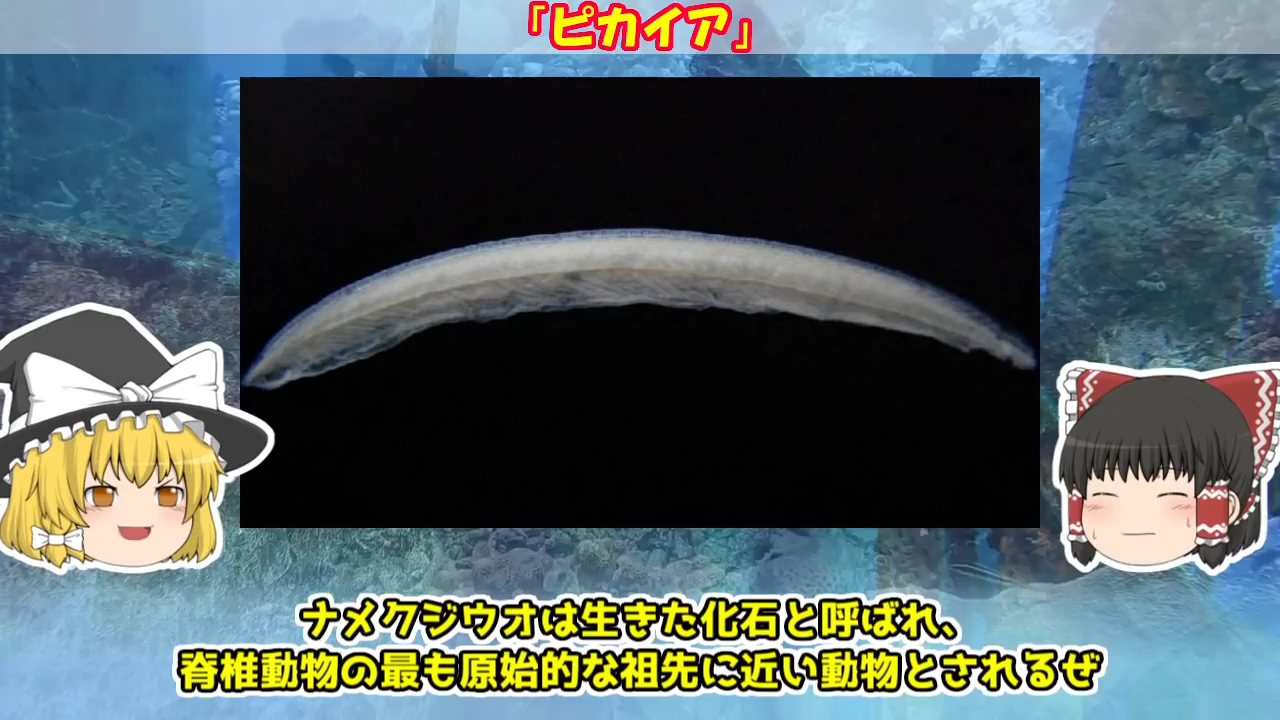 「ピカイア」
ナメクジウオは生きた化石と呼ばれ、
脊椎動物の最も原始的な祖先に近い動物とされるぜ